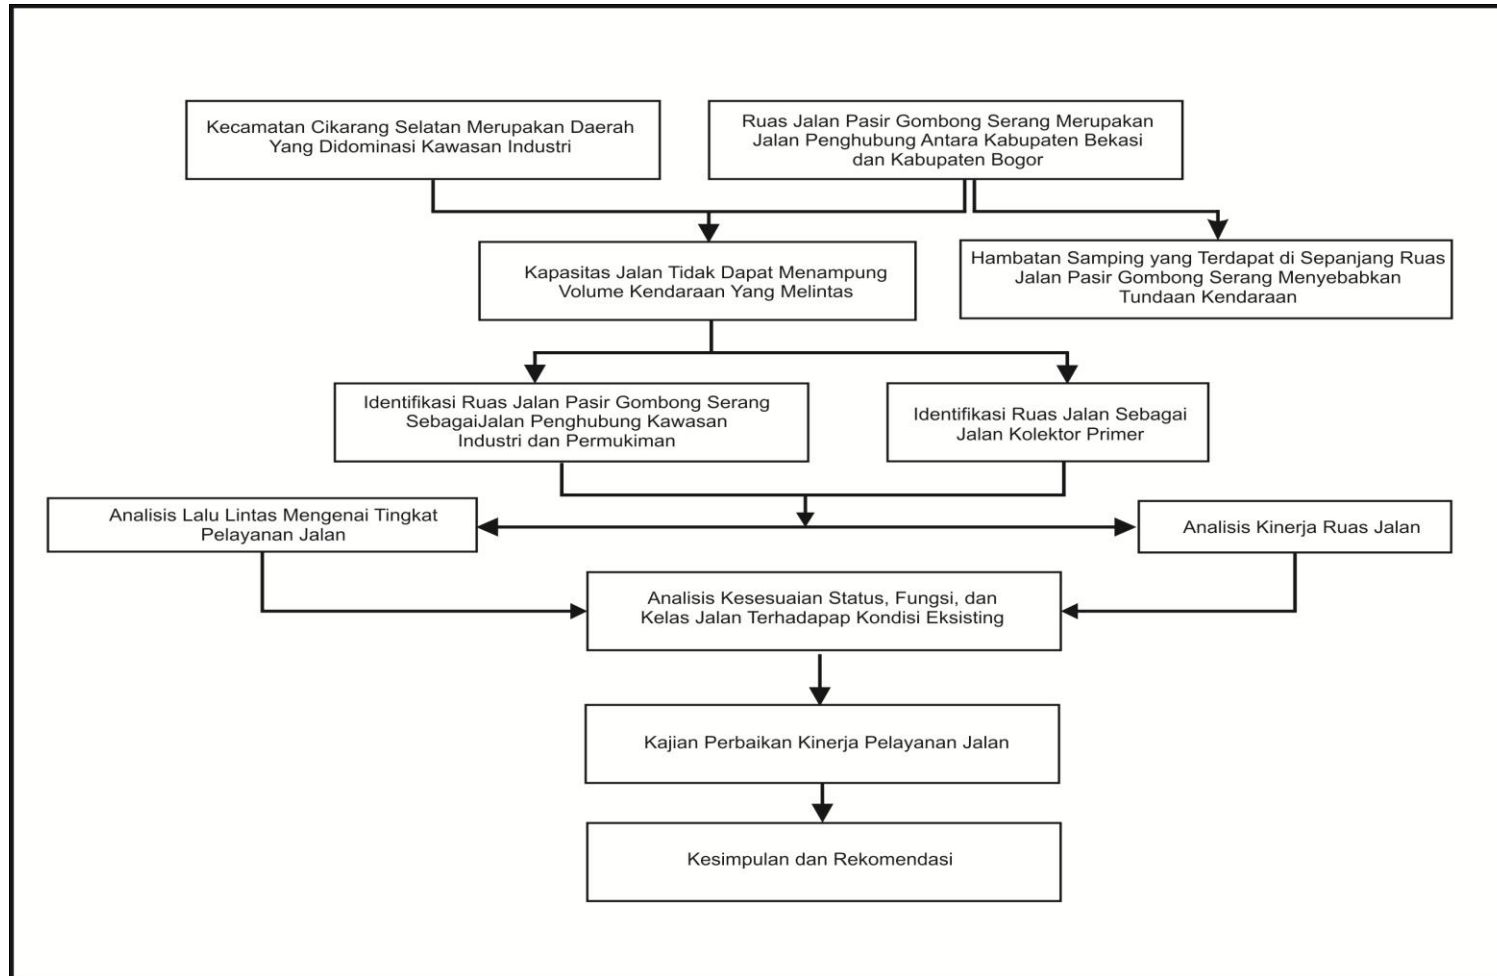 Kecamatan Cikarang Selatan Merupakan Daerah
Yang Didominasi Kawasan Industri
Ruas Jalan Pasir Gombong Serang Merupakan
Jalan Penghubung Antara Kabupaten Bekasi
dan Kabupaten Bogor
Kapasitas Jalan Tidak Dapat Menampung
Volume Kendaraan Yang Melintas
Hambatan Samping yang Terdapat di Sepanjang Ruas
Jalan Pasir Gombong Serang Menyebabkan
Tundaan Kendaraan
Identifikasi Ruas Jalan Pasir Gombong Serang
SebagaiJalan Penghubung Kawasan
Industri dan Permukiman
Identifikasi Ruas Jalan Sebagai
Jalan Kolektor Primer
Analisis Lalu Lintas Mengenai Tingkat
Pelayanan Jalan
Analisis Kinerja Ruas Jalan
Analisis Kesesuaian Status, Fungsi, dan
Kelas Jalan Terhadapap Kondisi Eksisting
Kajian Perbaikan Kinerja Pelayanan Jalan
Kesimpulan dan Rekomendasi